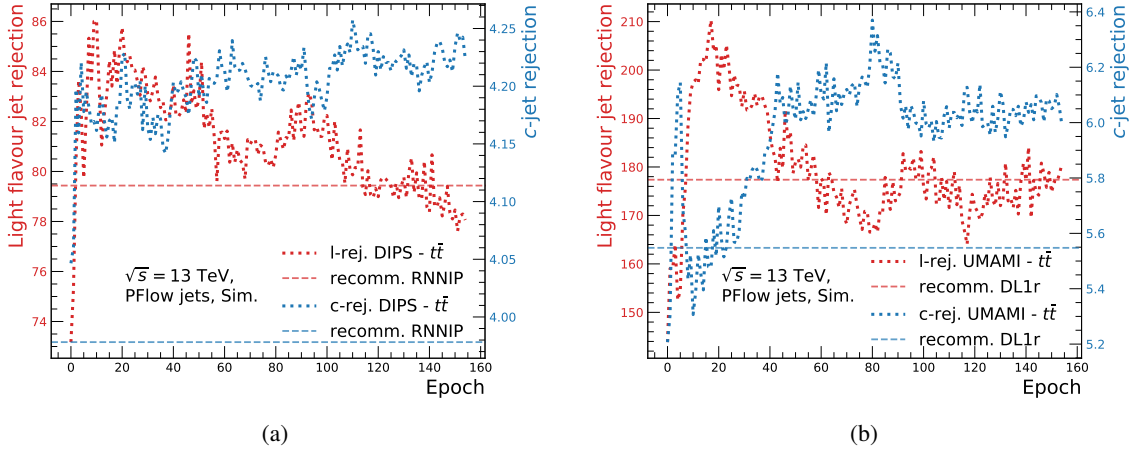 Light flavour jet rejection
86
84
82
80
78
76
74
0 20 40 60 80 100 120 140 160
Epoch
4.25
4.20
4.15
4.10
4.05
4.00
c-jet rejection
√s = 13 TeV,
PFlow jets, Sim.
l-rej. DIPS - tt̄
recomm. RNNIP
c-rej. DIPS - tt̄
recomm. RNNIP
(a)
Light flavour jet rejection
210
200
190
180
170
160
150
0 20 40 60 80 100 120 140 160
Epoch
6.4
6.2
6.0
5.8
5.6
5.4
5.2
c-jet rejection
√s = 13 TeV,
PFlow jets, Sim.
l-rej. UMAMI - tt̄
recomm. DL1r
c-rej. UMAMI - tt̄
recomm. DL1r
(b)